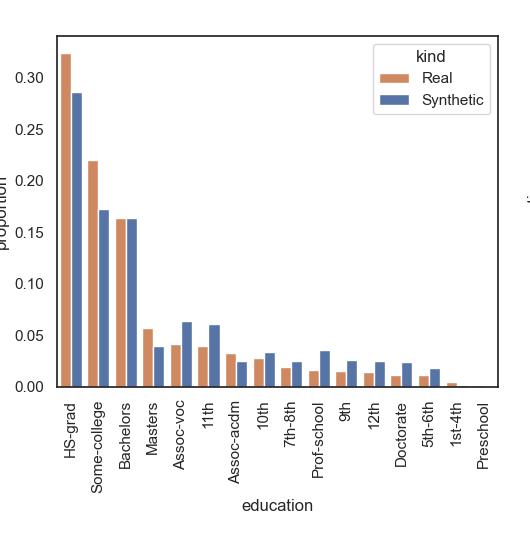 kind
Real
Synthetic
0.30
0.25
0.20
0.15
0.10
0.05
0.00
proportion
HS-grad
Some-college
Bachelors
Masters
Assoc-voc
11th
Assoc-acdm
10th
7th-8th
Prof-school
9th
12th
Doctorate
5th-6th
1st-4th
Preschool
education